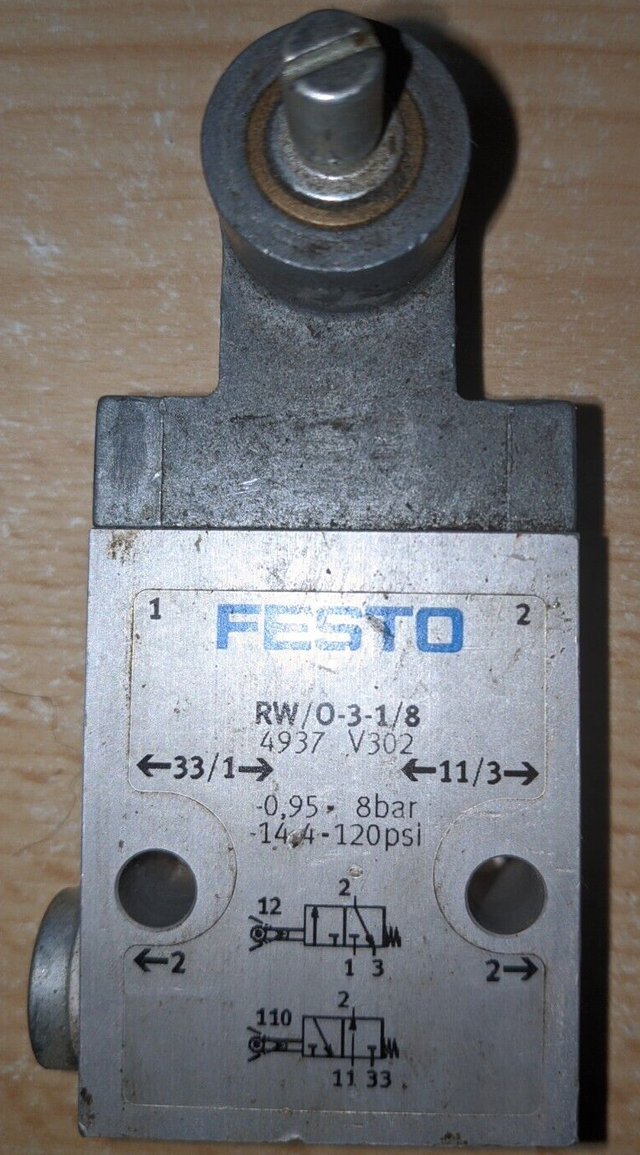 1 FESTO 2
RW/O-3-1/8
4937 V302
←33/1→ ←11/3→
-0,95- 8bar
-14,4-120psi
2
12
1 3
←2 2→
2
110
11 33